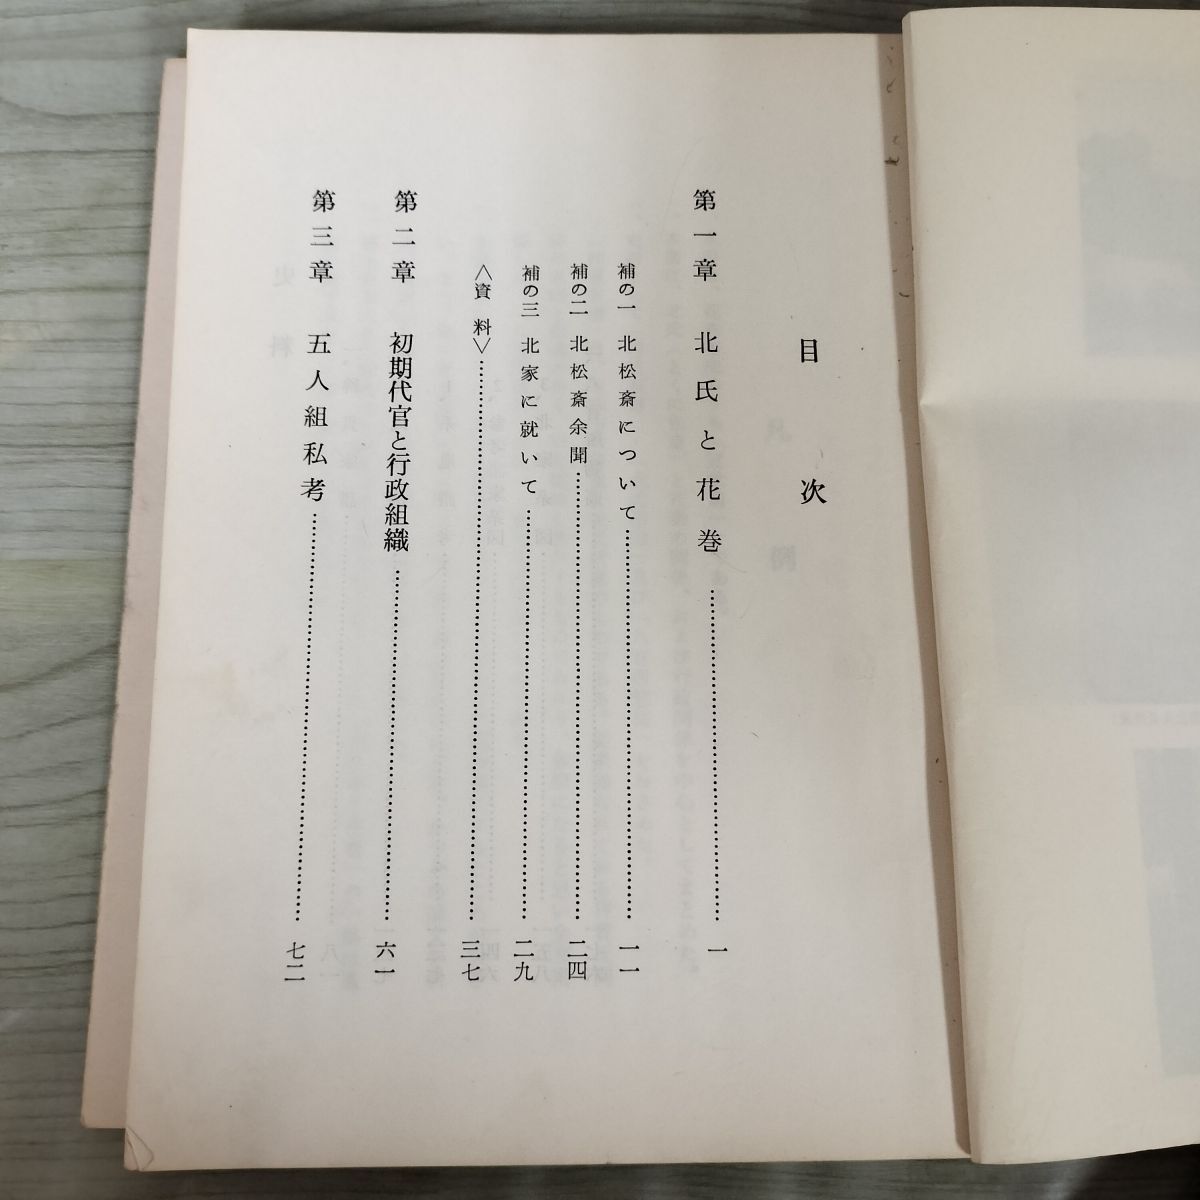 目次
第一章 北氏と花巻……一
補の一 北松斎について……一一
補の二 北松斎余聞……二四
補の三 北家に就いて……二九
〈資料〉……三七
第二章 初期代官と行政組織……六一
第三章 五人組私考……七二